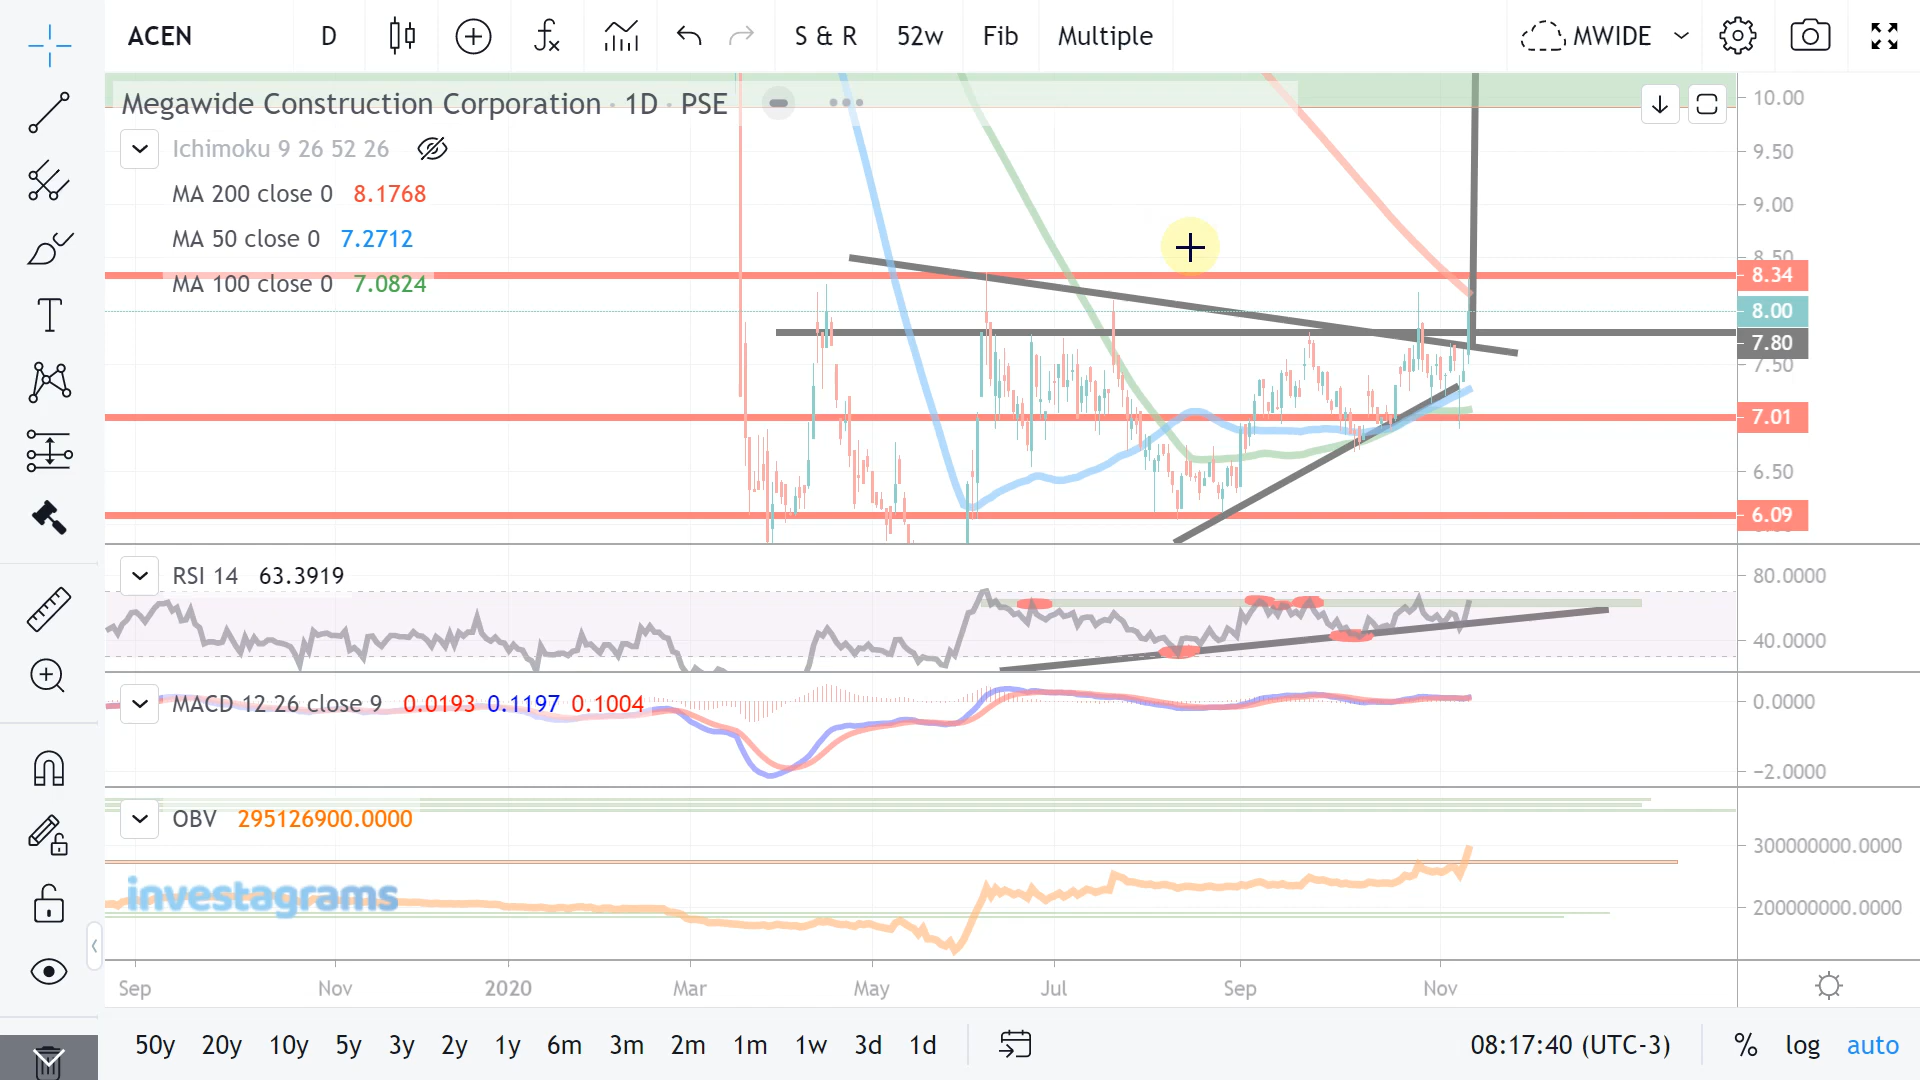 ACEN D S & R 52w Fib Multiple MWIDE
Megawide Construction Corporation · 1D · PSE
Ichimoku 9 26 52 26
MA 200 close 0 8.1768
MA 50 close 0 7.2712
MA 100 close 0 7.0824
10.00
9.50
9.00
8.50
8.34
8.00
7.80
7.50
7.01
6.50
6.09
RSI 14 63.3919
80.0000
40.0000
MACD 12 26 close 9 0.0193 0.1197 0.1004
0.0000
−2.0000
OBV 295126900.0000
300000000.0000
200000000.0000
investagrams
Sep Nov 2020 Mar May Jul Sep Nov
50y 20y 10y 5y 3y 2y 1y 6m 3m 2m 1m 1w 3d 1d 08:17:40 (UTC-3) % log auto